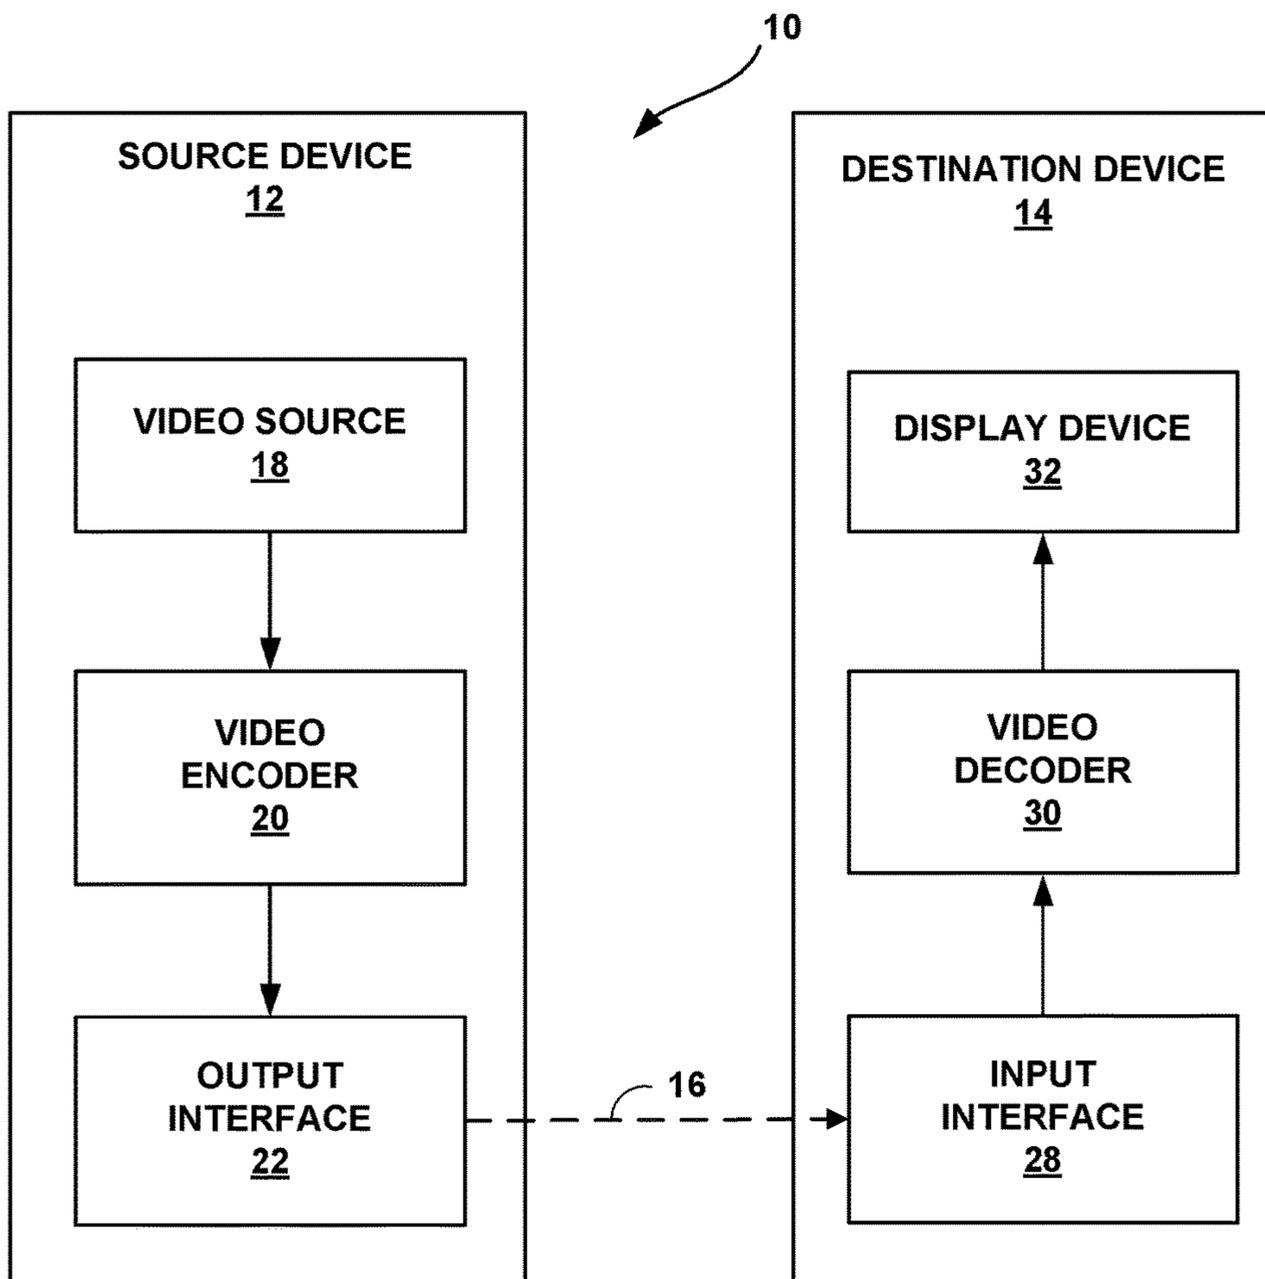 10
SOURCE DEVICE
12
VIDEO SOURCE
18
VIDEO
ENCODER
20
OUTPUT
INTERFACE
22
16
DESTINATION DEVICE
14
DISPLAY DEVICE
32
VIDEO
DECODER
30
INPUT
INTERFACE
28